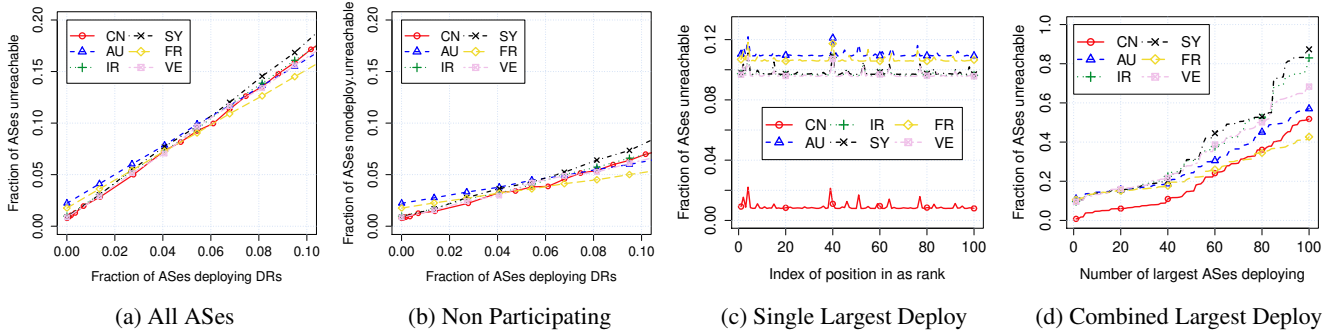 Fraction of ASes unreachable
0.00 0.05 0.10 0.15 0.20
CN SY
AU FR
IR VE
0.00 0.02 0.04 0.06 0.08 0.10
Fraction of ASes deploying DRs
(a) All ASes
Fraction of ASes nondeploy,unreachable
0.00 0.05 0.10 0.15 0.20
CN SY
AU FR
IR VE
0.00 0.02 0.04 0.06 0.08 0.10
Fraction of ASes deploying DRs
(b) Non Participating
Fraction of ASes unreachable
0.00 0.04 0.08 0.12
CN IR FR
AU SY VE
0 20 40 60 80 100
Index of position in as rank
(c) Single Largest Deploy
Fraction of ASes unreachable
0.0 0.2 0.4 0.6 0.8 1.0
CN SY
AU FR
IR VE
0 20 40 60 80 100
Number of largest ASes deploying
(d) Combined Largest Deploy